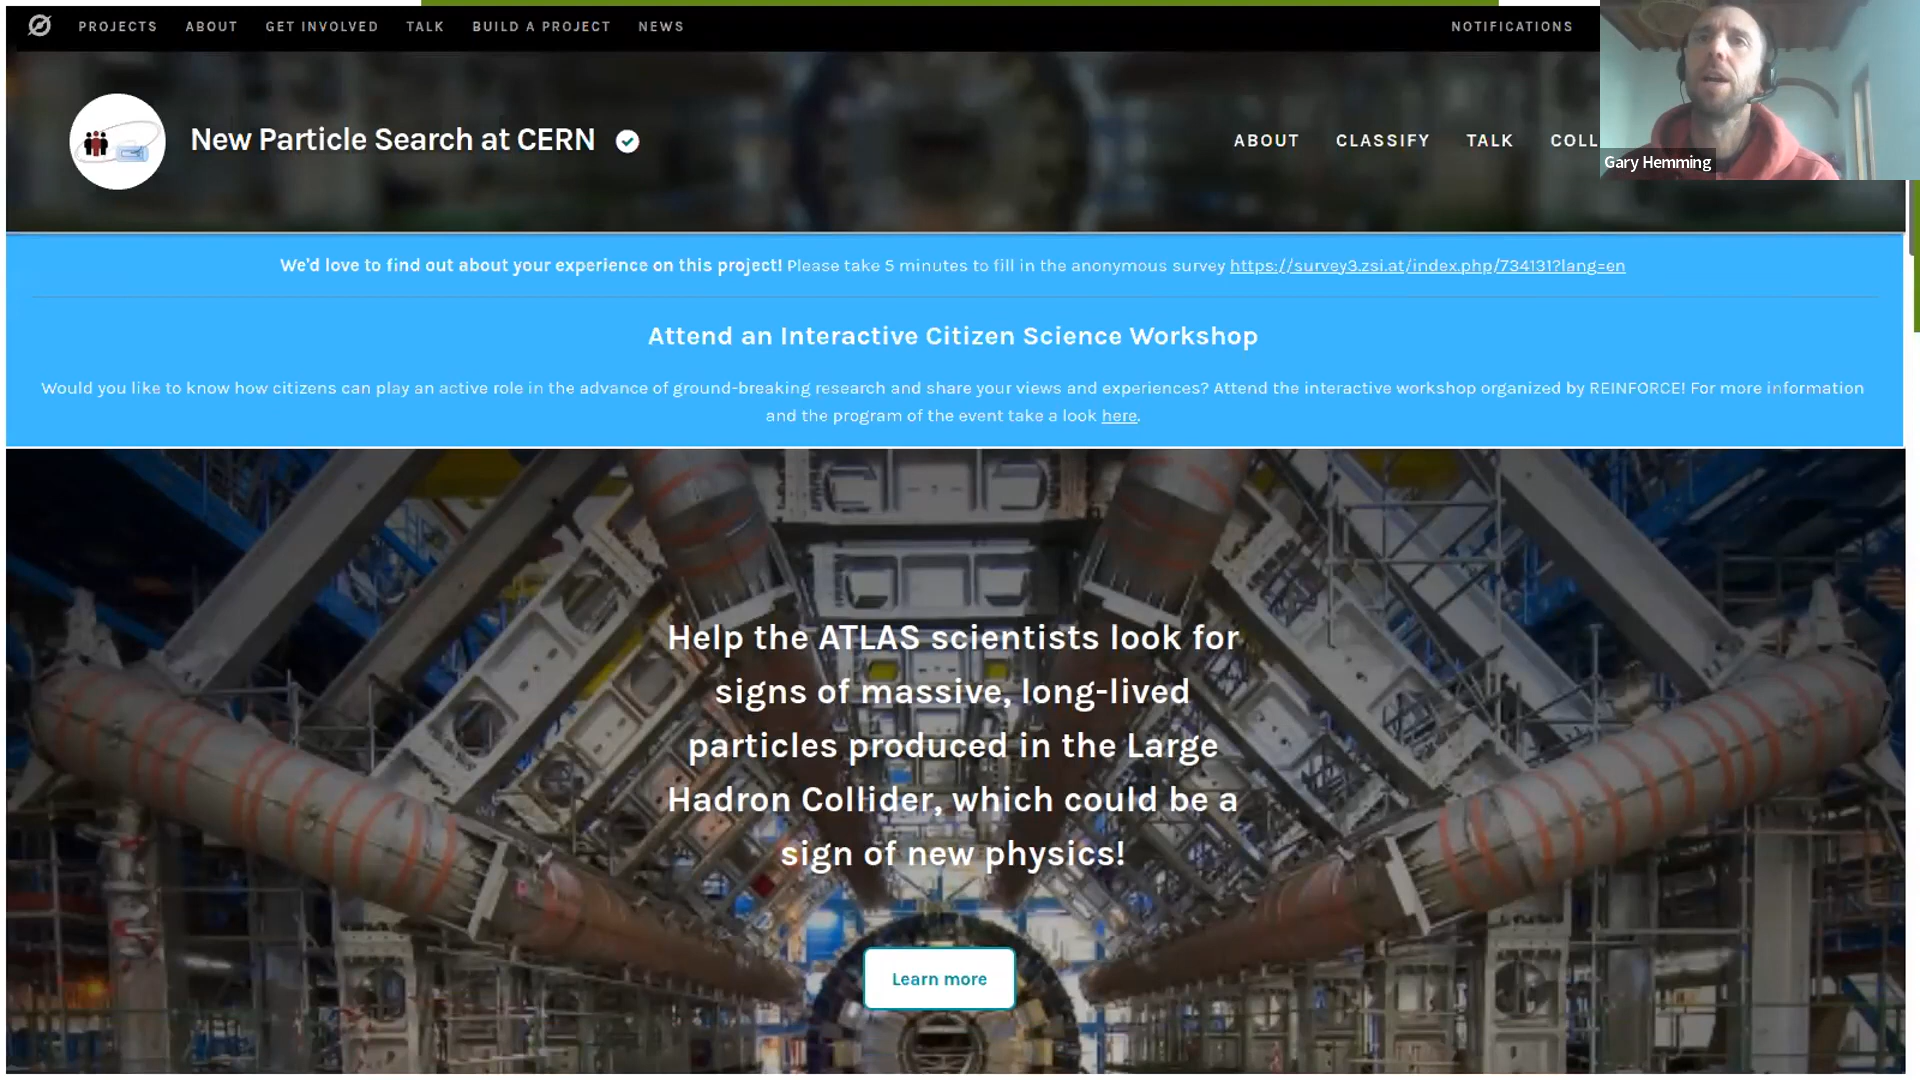 PROJECTS ABOUT GET INVOLVED TALK BUILD A PROJECT NEWS NOTIFICATIONS
New Particle Search at CERN
ABOUT CLASSIFY TALK COLL
Gary Hemming
We'd love to find out about your experience on this project! Please take 5 minutes to fill in the anonymous survey https://survey3.zsi.at/index.php/734131?lang=en
Attend an Interactive Citizen Science Workshop
Would you like to know how citizens can play an active role in the advance of ground-breaking research and share your views and experiences? Attend the interactive workshop organized by REINFORCE! For more information
and the program of the event take a look here.
Help the ATLAS scientists look for
signs of massive, long-lived
particles produced in the Large
Hadron Collider, which could be a
sign of new physics!
Learn more